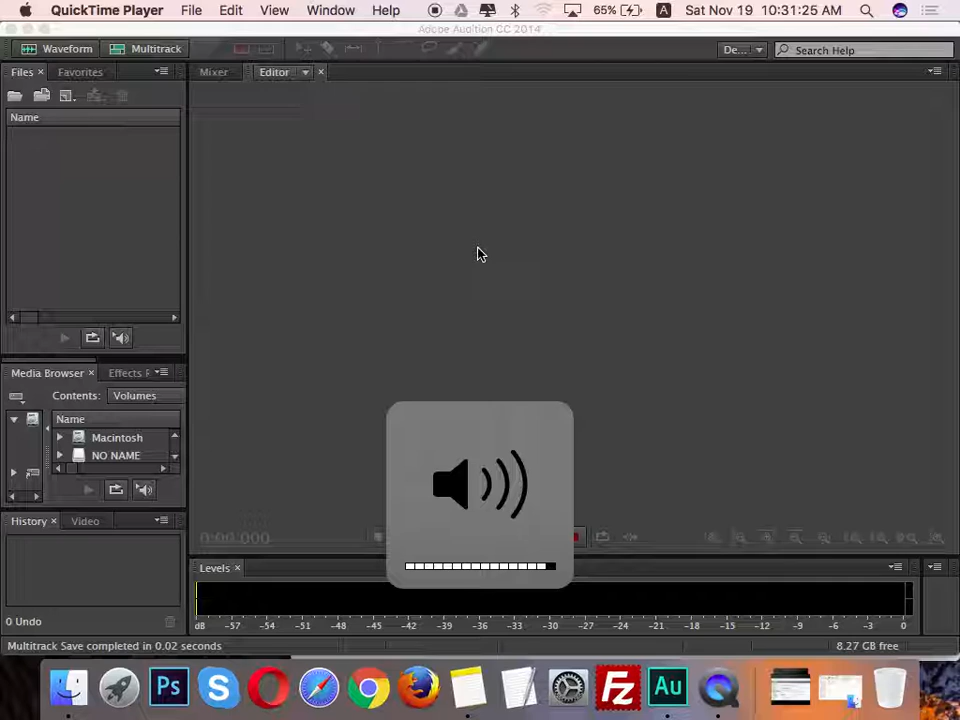 QuickTime Player File Edit View Window Help 65% A Sat Nov 19 10:31:25 AM
Adobe Audition CC 2014
Waveform Multitrack De... Search Help
Files Favorites Mixer Editor
Name
Media Browser Effects
Contents: Volumes
Name
Macintosh
NO NAME
History Video
0:00.000
Levels
dB -57 -54 -51 -48 -45 -42 -39 -36 -33 -30 -27 -24 -21 -18 -15 -12 -9 -6 -3 0
0 Undo
Multitrack Save completed in 0.02 seconds 8.27 GB free
Ps S Fz Au